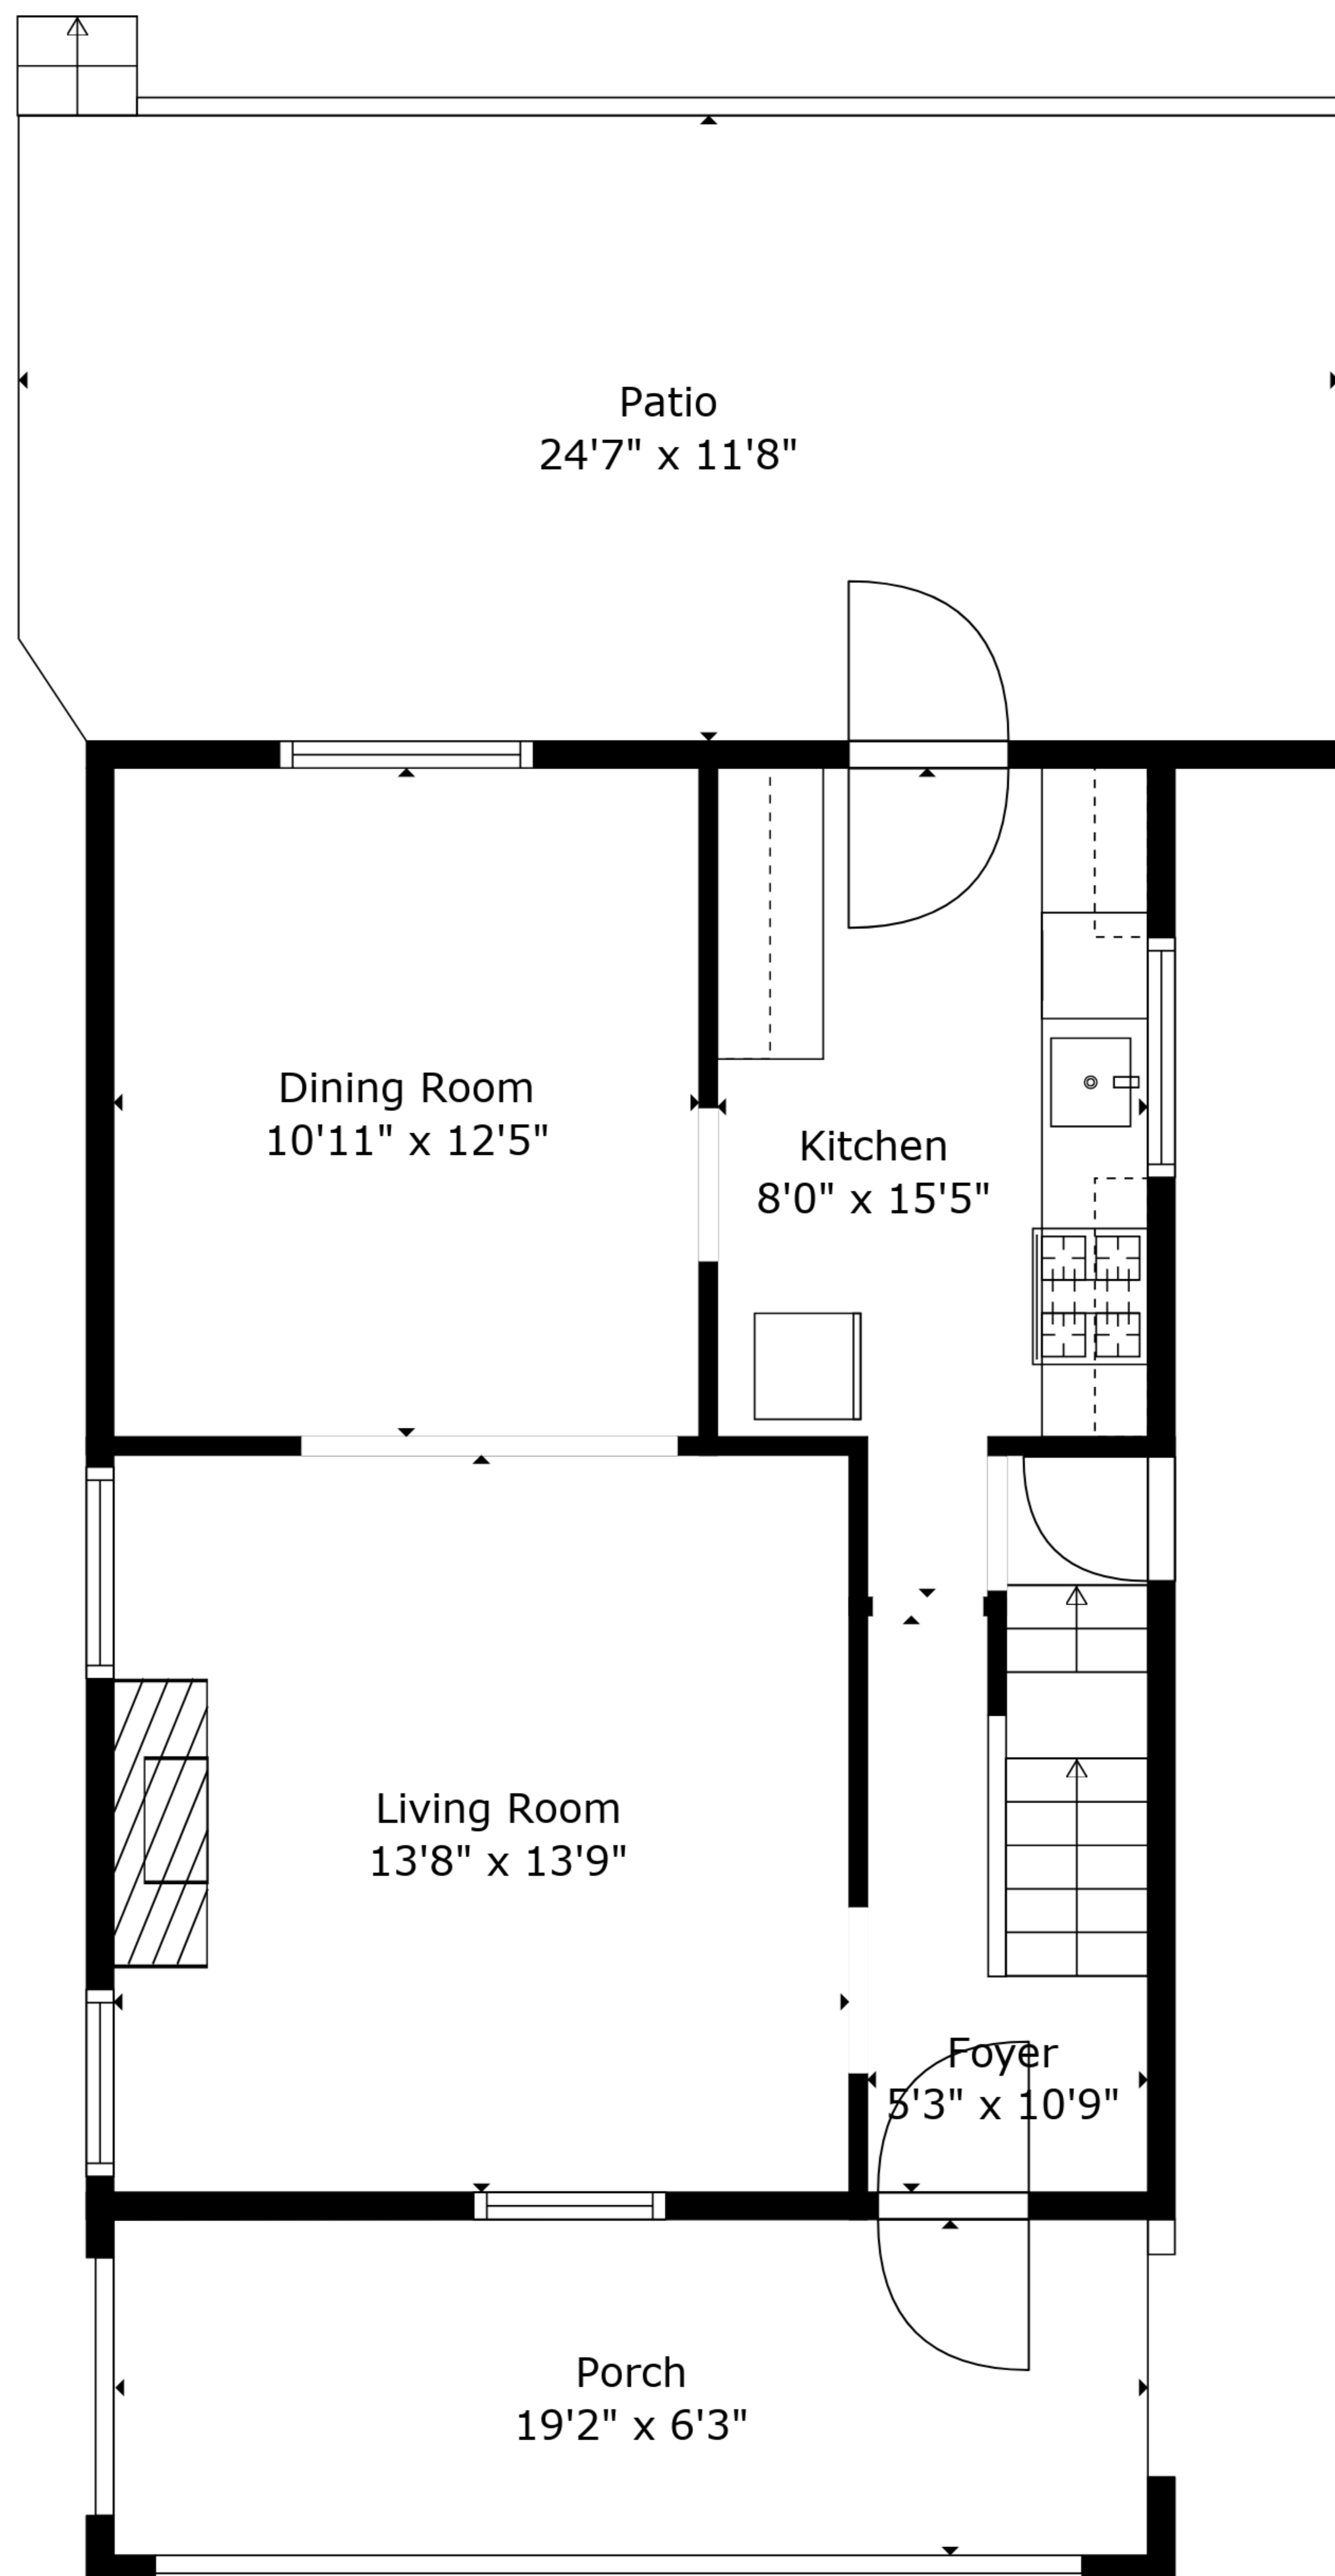 Patio
24'7" x 11'8"
Dining Room
10'11" x 12'5"
Kitchen
8'0" x 15'5"
Living Room
13'8" x 13'9"
Foyer
5'3" x 10'9"
Porch
19'2" x 6'3"